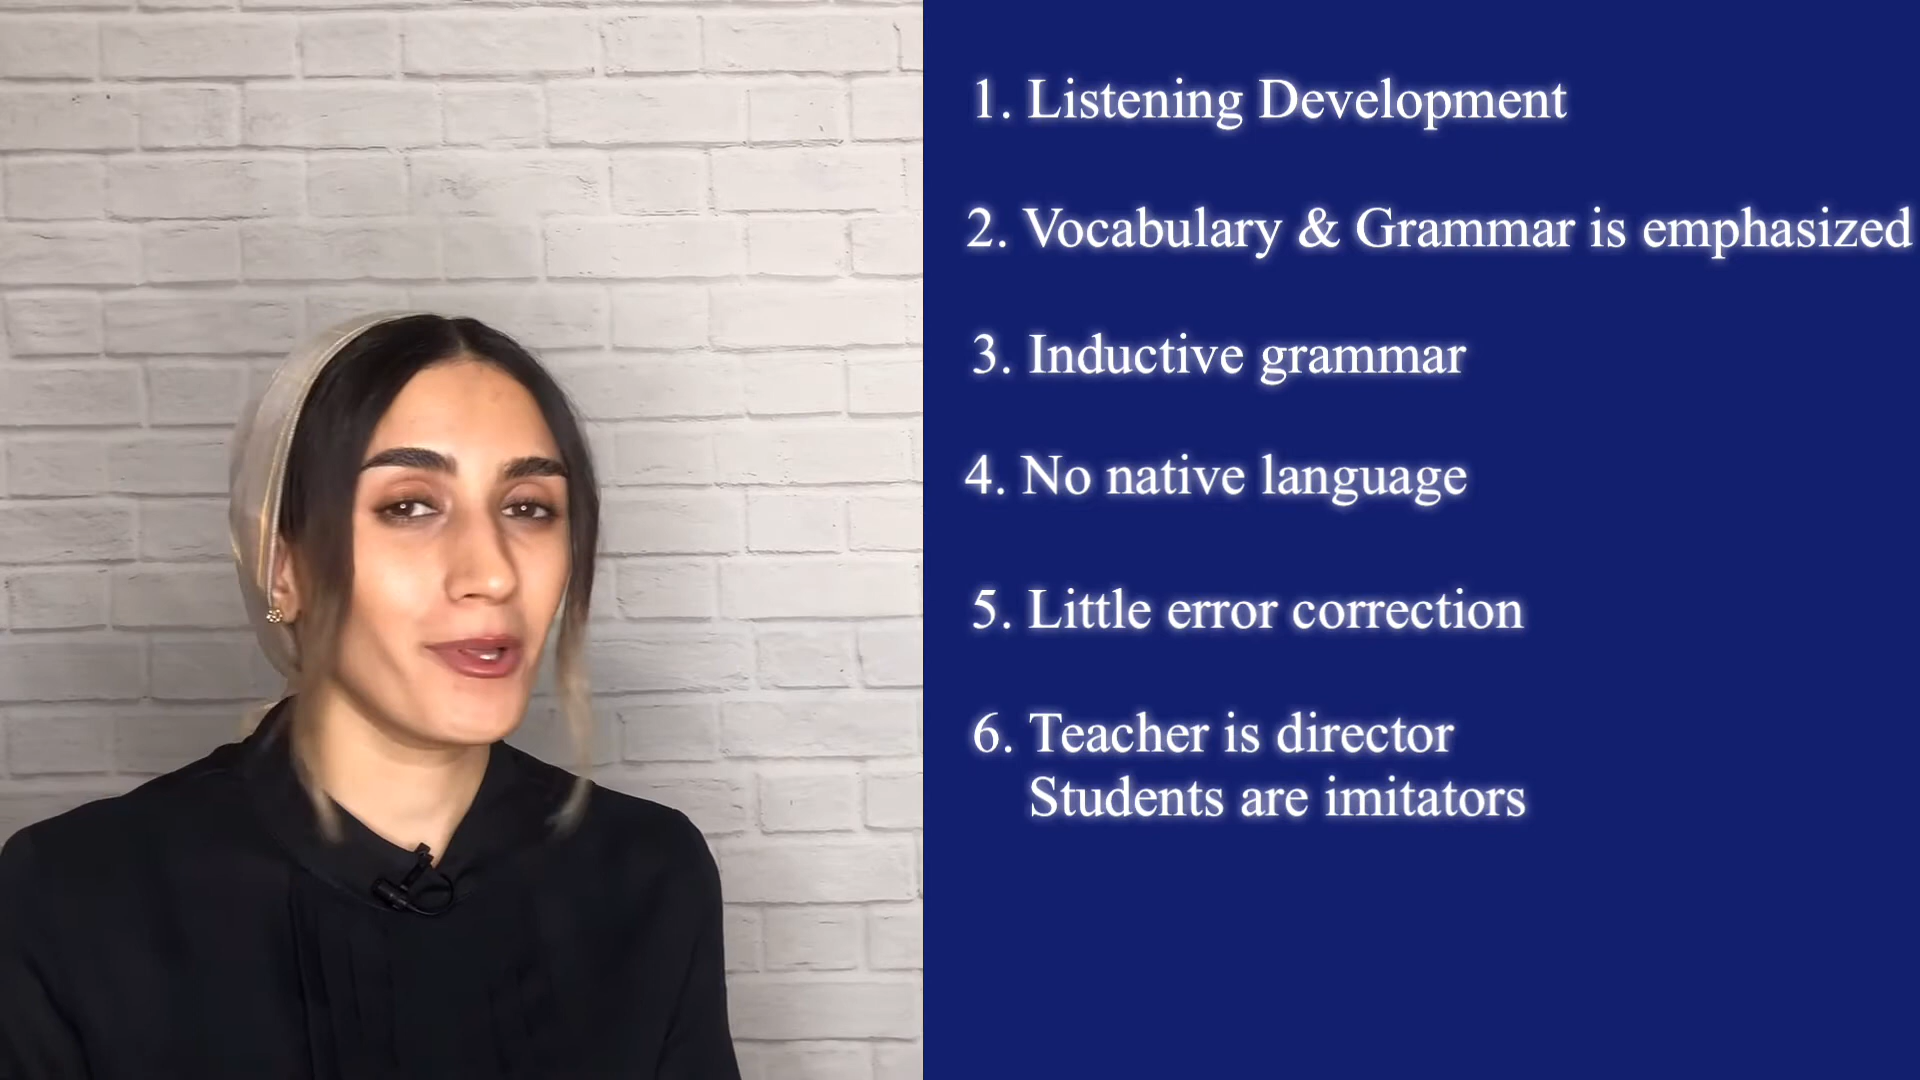 1. Listening Development
2. Vocabulary & Grammar is emphasized
3. Inductive grammar
4. No native language
5. Little error correction
6. Teacher is director
Students are imitators